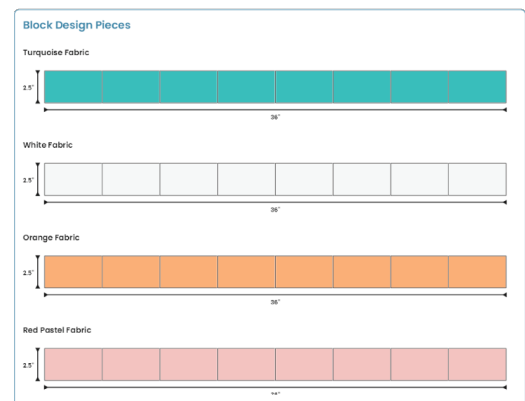 Block Design Pieces
Turquoise Fabric
2.5"
36"
White Fabric
2.5"
36"
Orange Fabric
2.5"
36"
Red Pastel Fabric
2.5"